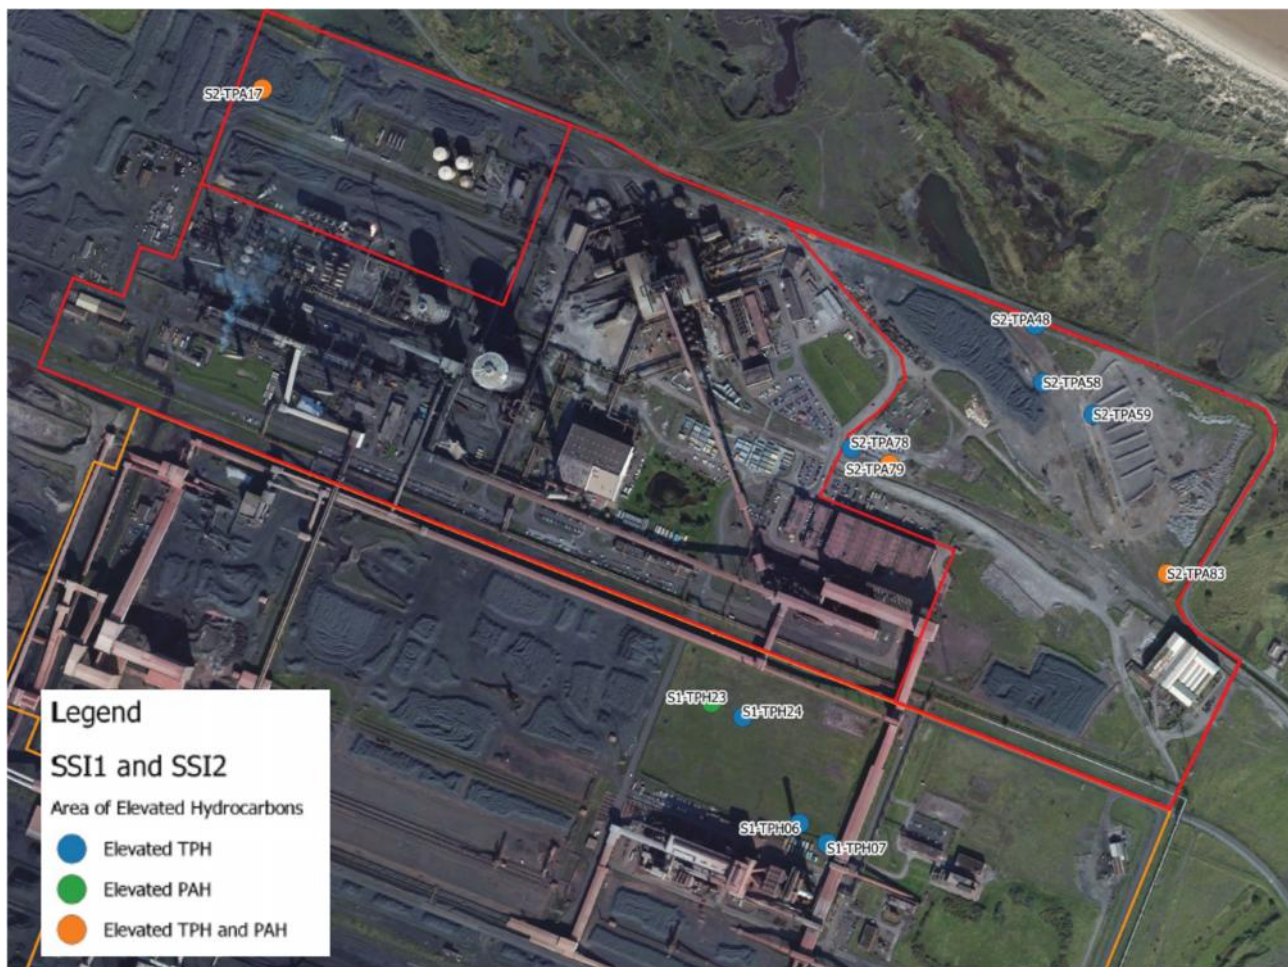 S2-TPA17
S2-TPA48
S2-TPA58
S2-TPA59
S2-TPA78
S2-TPA79
S2-TPA83
S1-TPH23
S1-TPH24
S1-TPH06
S1-TPH07
Legend
SSI1 and SSI2
Area of Elevated Hydrocarbons
Elevated TPH
Elevated PAH
Elevated TPH and PAH